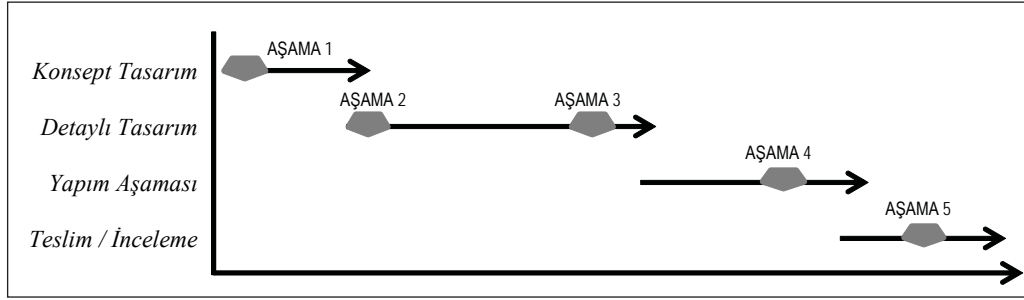 AŞAMA 1
Konsept Tasarım
AŞAMA 2 AŞAMA 3
Detaylı Tasarım
AŞAMA 4
Yapım Aşaması
AŞAMA 5
Teslim / İnceleme